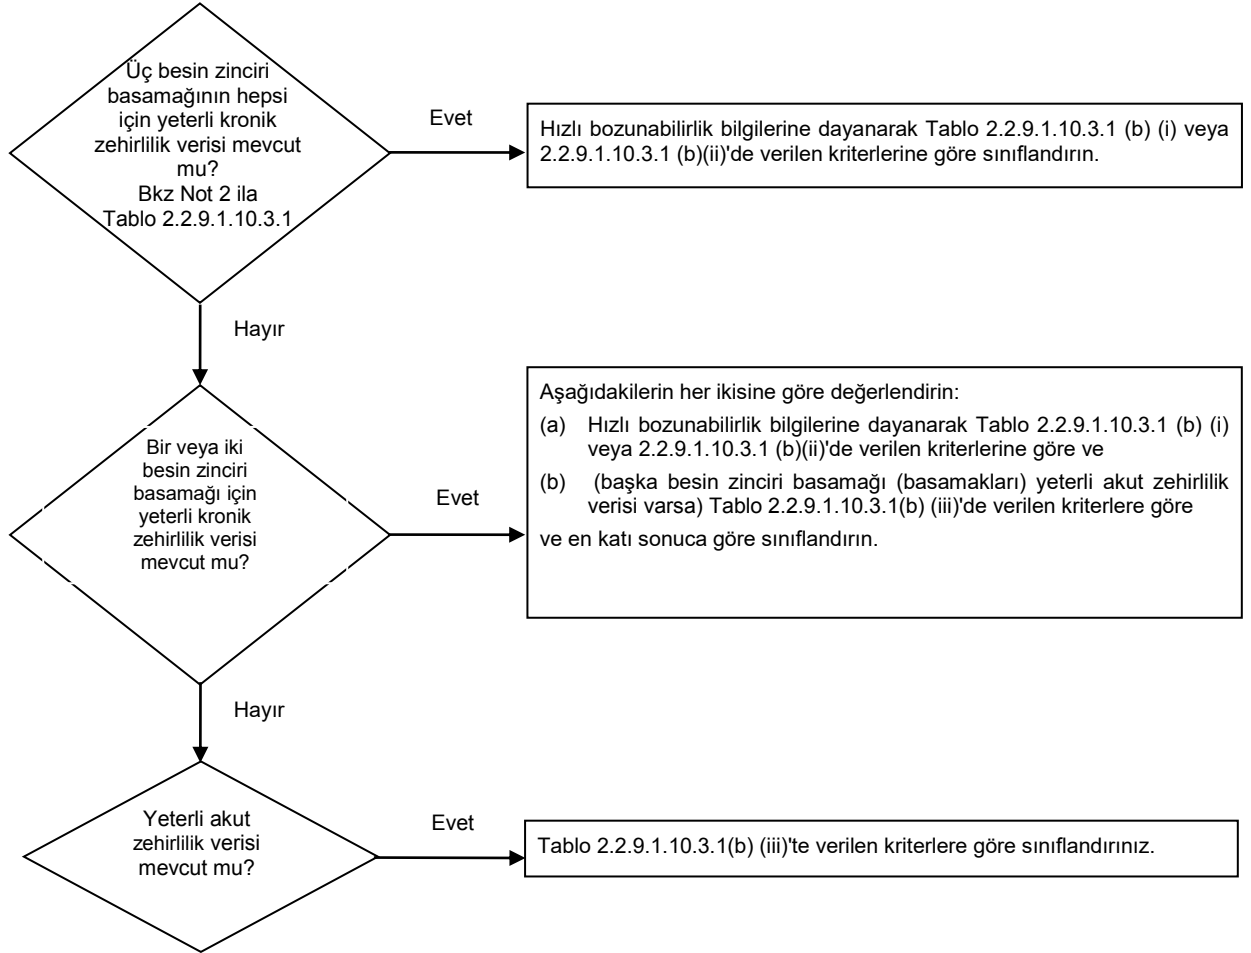 Üç besin zinciri
basamağının hepsi
için yeterli kronik
zehirlilik verisi mevcut
mu?
Bkz Not 2 ila
Tablo 2.2.9.1.10.3.1
Evet
Hızlı bozunabilirlik bilgilerine dayanarak Tablo 2.2.9.1.10.3.1 (b) (i) veya
2.2.9.1.10.3.1 (b)(ii)'de verilen kriterlerine göre sınıflandırın.
Hayır
Bir veya iki
besin zinciri
basamağı için
yeterli kronik
zehirlilik verisi
mevcut mu?
Evet
Aşağıdakilerin her ikisine göre değerlendirin:
(a) Hızlı bozunabilirlik bilgilerine dayanarak Tablo 2.2.9.1.10.3.1 (b) (i)
veya 2.2.9.1.10.3.1 (b)(ii)'de verilen kriterlerine göre ve
(b) (başka besin zinciri basamağı (basamakları) yeterli akut zehirlilik
verisi varsa) Tablo 2.2.9.1.10.3.1(b) (iii)'de verilen kriterlere göre
ve en katı sonuca göre sınıflandırın.
Hayır
Yeterli akut
zehirlilik verisi
mevcut mu?
Evet
Tablo 2.2.9.1.10.3.1(b) (iii)'te verilen kriterlere göre sınıflandırınız.